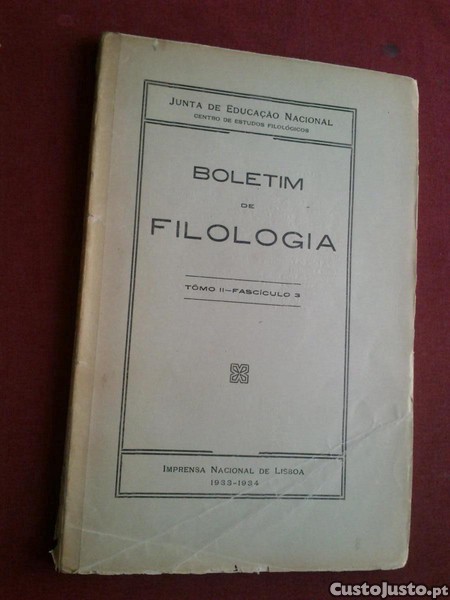 JUNTA DE EDUCAÇÃO NACIONAL
CENTRO DE ESTUDOS FILOLÓGICOS
BOLETIM
DE
FILOLOGIA
TÔMO II—FASCÍCULO 3
IMPRENSA NACIONAL DE LISBOA
1933-1934
CustoJusto.pt